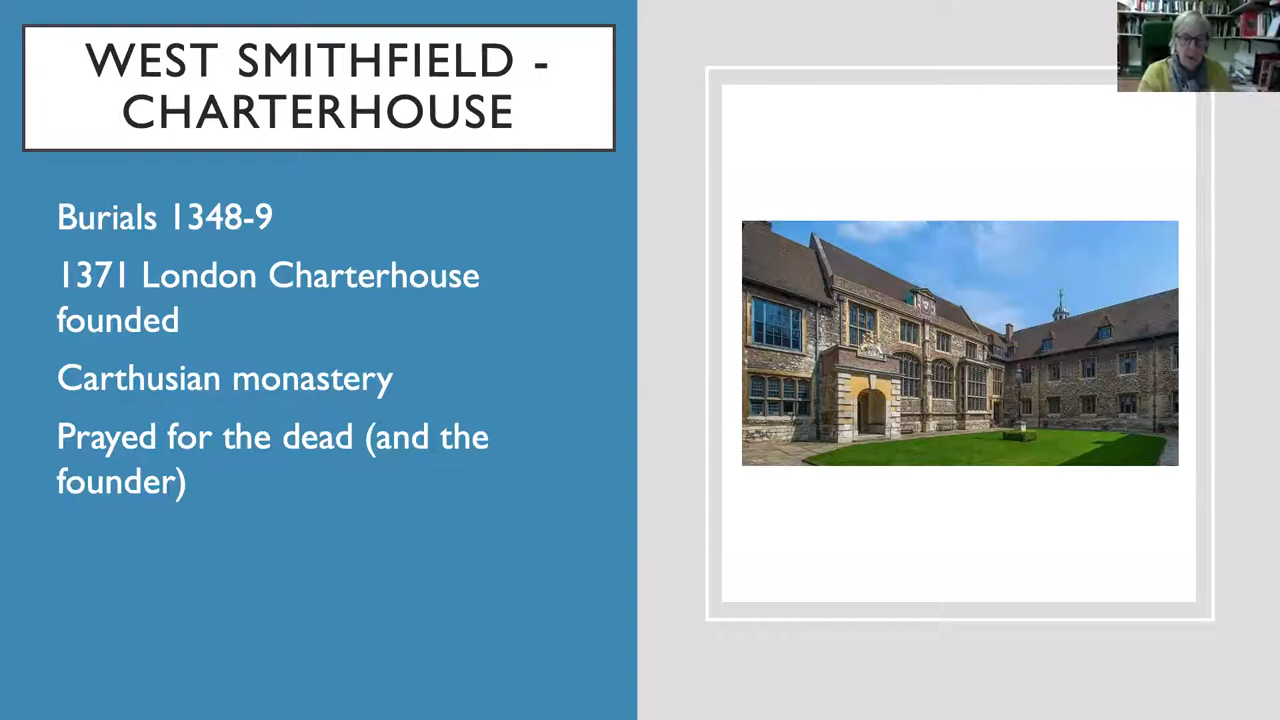 WEST SMITHFIELD -
CHARTERHOUSE
Burials 1348-9
1371 London Charterhouse
founded
Carthusian monastery
Prayed for the dead (and the
founder)